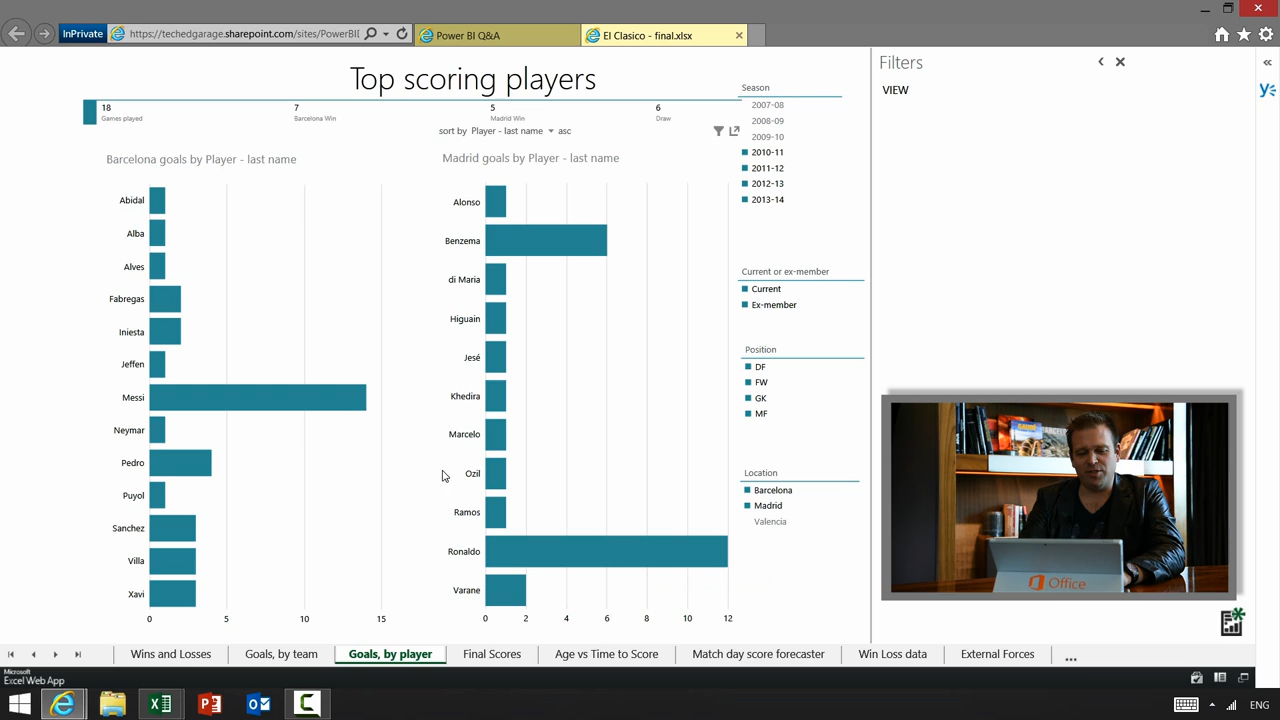 InPrivate
https://techedgarage.sharepoint.com/sites/PowerBI
Power BI Q&A
El Clasico - final.xlsx
Top scoring players
18
Games played
7
Barcelona Win
5
Madrid Win
6
Draw
sort by Player - last name asc
Barcelona goals by Player - last name
Abidal
Alba
Alves
Fabregas
Iniesta
Jeffen
Messi
Neymar
Pedro
Puyol
Sanchez
Villa
Xavi
0 5 10 15
Madrid goals by Player - last name
Alonso
Benzema
di Maria
Higuain
Jesé
Khedira
Marcelo
Ozil
Ramos
Ronaldo
Varane
0 2 4 6 8 10 12
Season
2007-08
2008-09
2009-10
2010-11
2011-12
2012-13
2013-14
Current or ex-member
Current
Ex-member
Position
DF
FW
GK
MF
Location
Barcelona
Madrid
Valencia
Filters
VIEW
Office
Wins and Losses
Goals, by team
Goals, by player
Final Scores
Age vs Time to Score
Match day score forecaster
Win Loss data
External Forces
...
Microsoft
Excel Web App
ENG